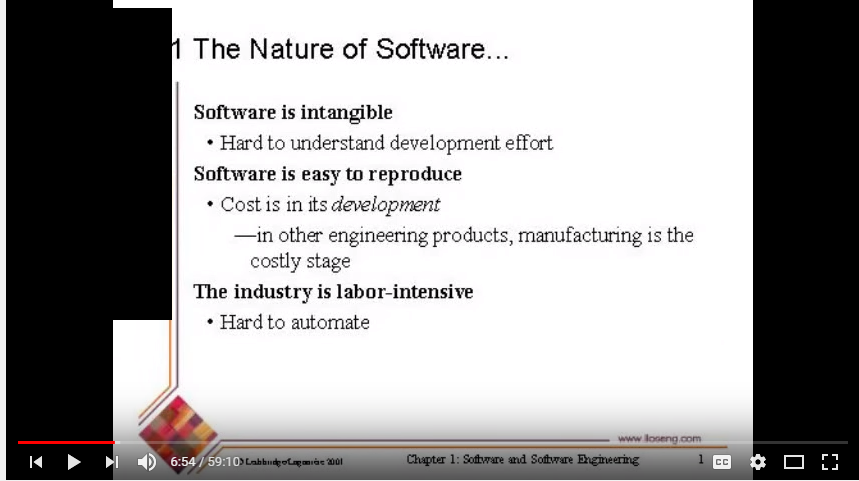 1 The Nature of Software...
Software is intangible
• Hard to understand development effort
Software is easy to reproduce
• Cost is in its development
—in other engineering products, manufacturing is the
costly stage
The industry is labor-intensive
• Hard to automate
www.lloseng.com
6:54 / 59:10
2001
Chapter 1: Software and Software Engineering
1
CC